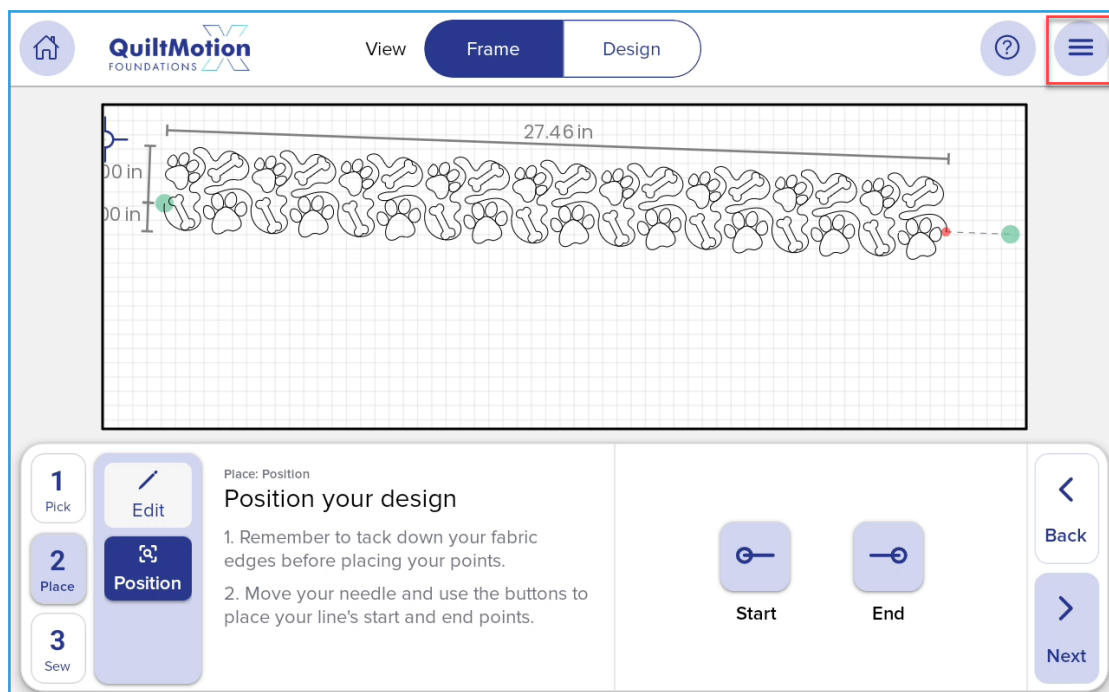 QuiltMotion
FOUNDATIONS
View
Frame
Design
27.46 in
00 in
00 in
1
Pick
2
Place
3
Sew
Edit
Position
Place: Position
Position your design
1. Remember to tack down your fabric
edges before placing your points.
2. Move your needle and use the buttons to
place your line's start and end points.
Start
End
Back
Next